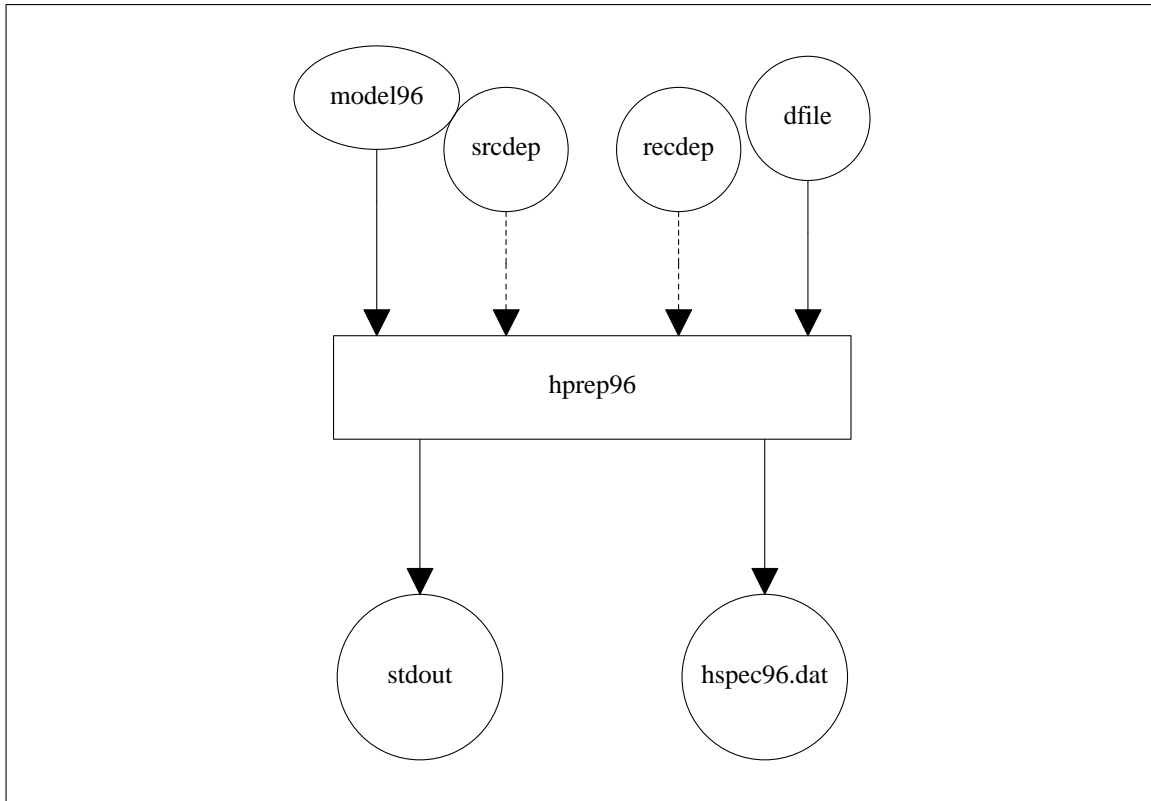 model96
srcdep
recdep
dfile
hprep96
stdout
hspec96.dat